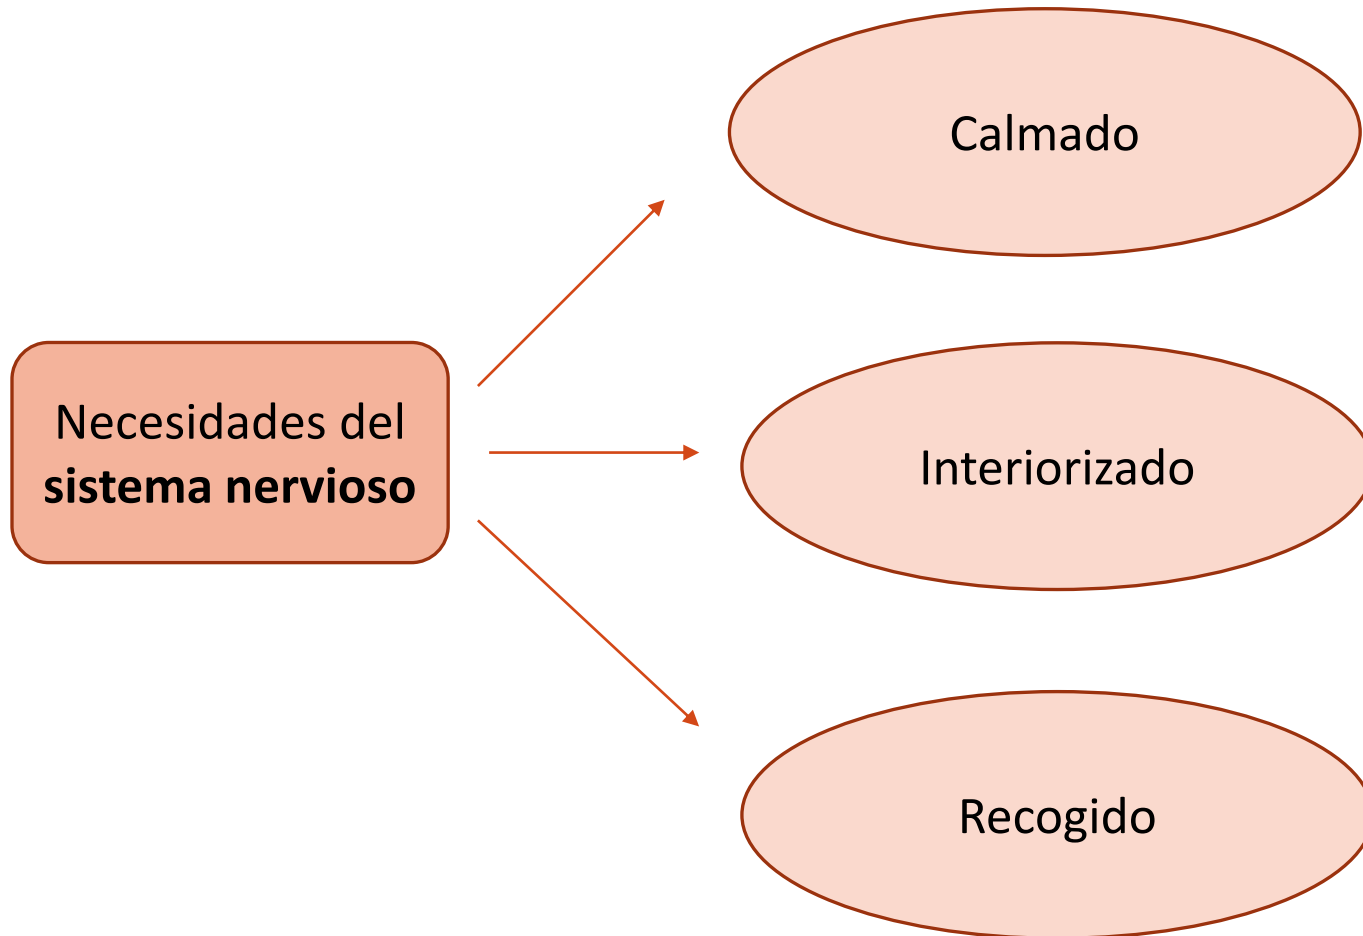 Necesidades del
sistema nervioso
Calmado
Interiorizado
Recogido